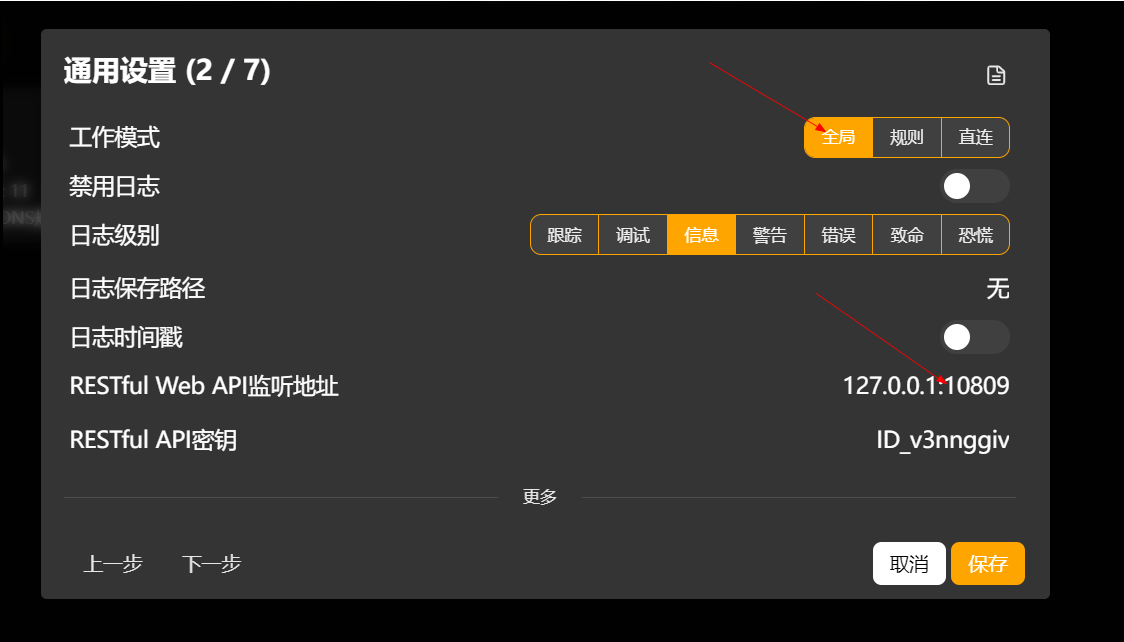 通用设置 (2 / 7)
工作模式 全局 规则 直连
禁用日志
日志级别 跟踪 调试 信息 警告 错误 致命 恐慌
日志保存路径 无
日志时间戳
RESTful Web API监听地址 127.0.0.1:10809
RESTful API密钥 ID_v3nnggiv
更多
上一步 下一步 取消 保存